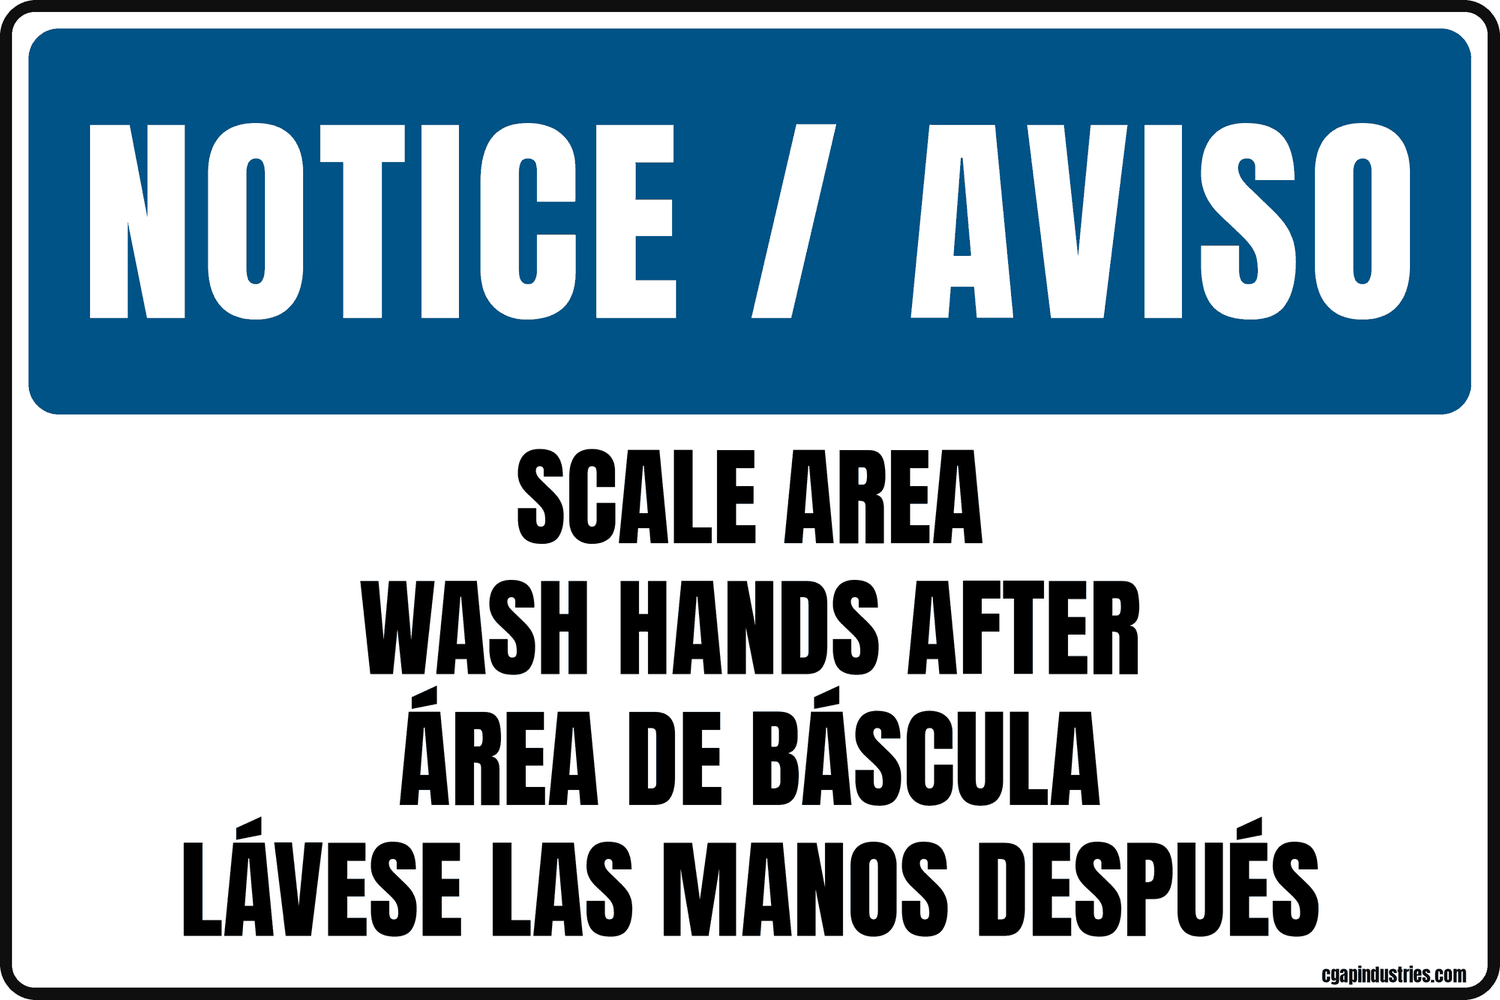 NOTICE / AVISO
SCALE AREA
WASH HANDS AFTER
ÁREA DE BÁSCULA
LÁVESE LAS MANOS DESPUÉS
cgapindustries.com